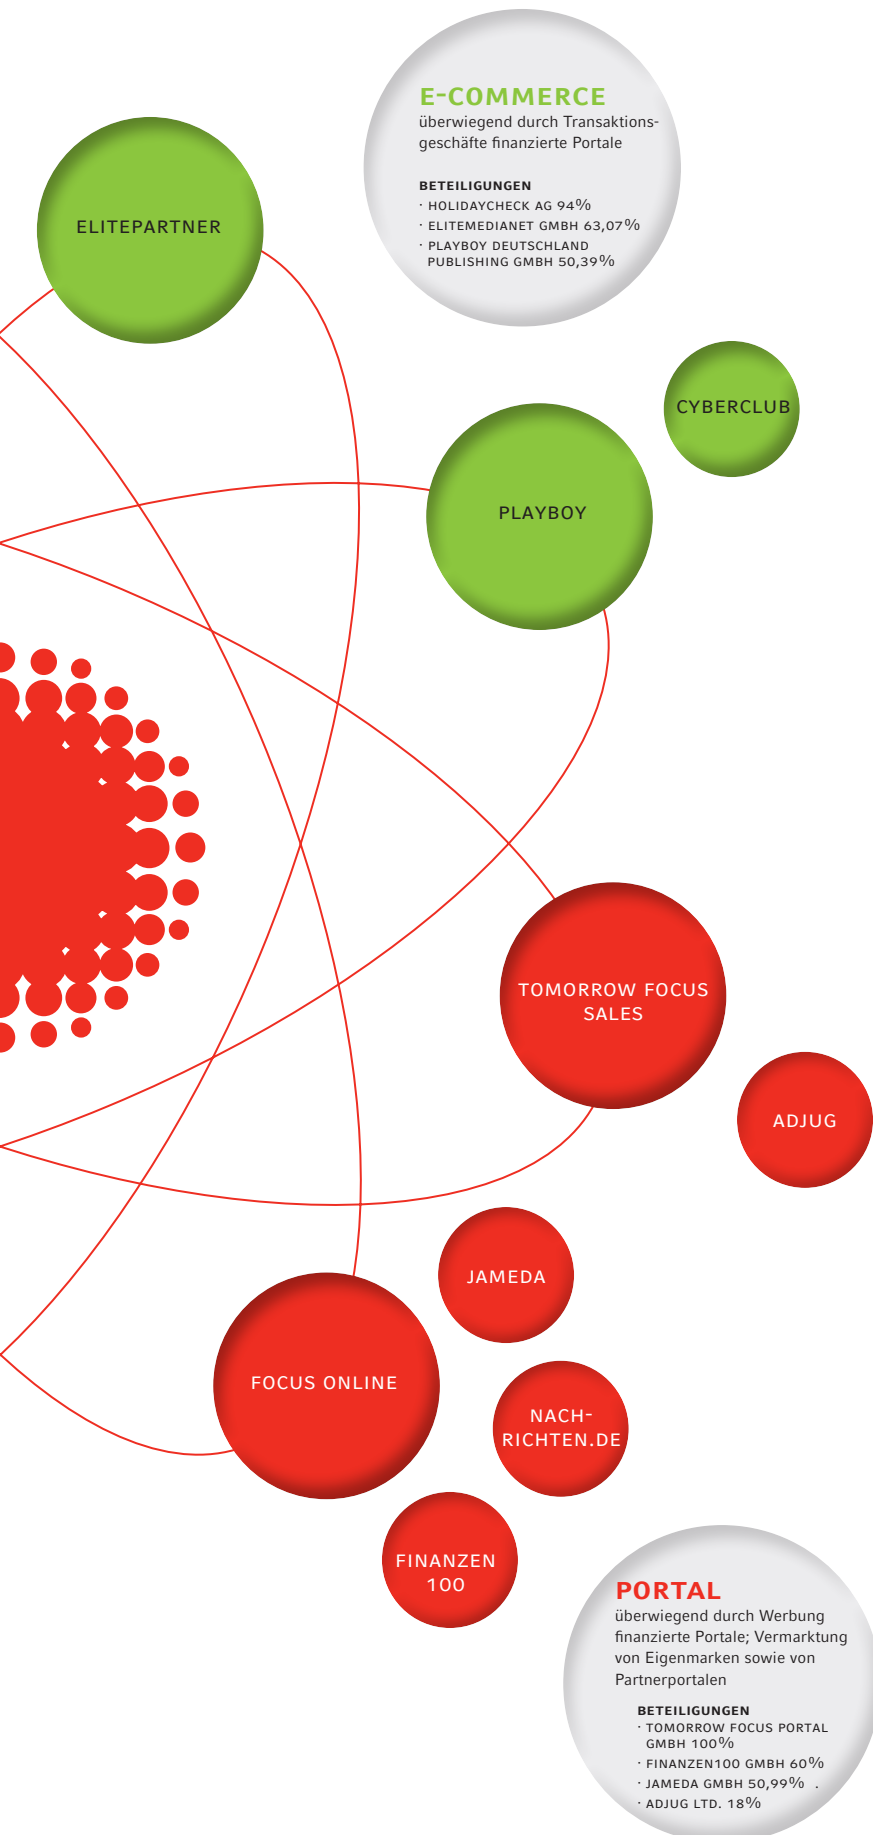 E-COMMERCE
überwiegend durch Transaktions-
geschäfte finanzierte Portale
BETEILIGUNGEN
· HOLIDAYCHECK AG 94%
· ELITEMEDIANET GMBH 63,07%
· PLAYBOY DEUTSCHLAND
PUBLISHING GMBH 50,39%
ELITEPARTNER
CYBERCLUB
PLAYBOY
TOMORROW FOCUS
SALES
ADJUG
JAMEDA
FOCUS ONLINE
NACH-
RICHTEN.DE
FINANZEN
100
PORTAL
überwiegend durch Werbung
finanzierte Portale; Vermarktung
von Eigenmarken sowie von
Partnerportalen
BETEILIGUNGEN
· TOMORROW FOCUS PORTAL
GMBH 100%
· FINANZEN100 GMBH 60%
· JAMEDA GMBH 50,99% .
· ADJUG LTD. 18%